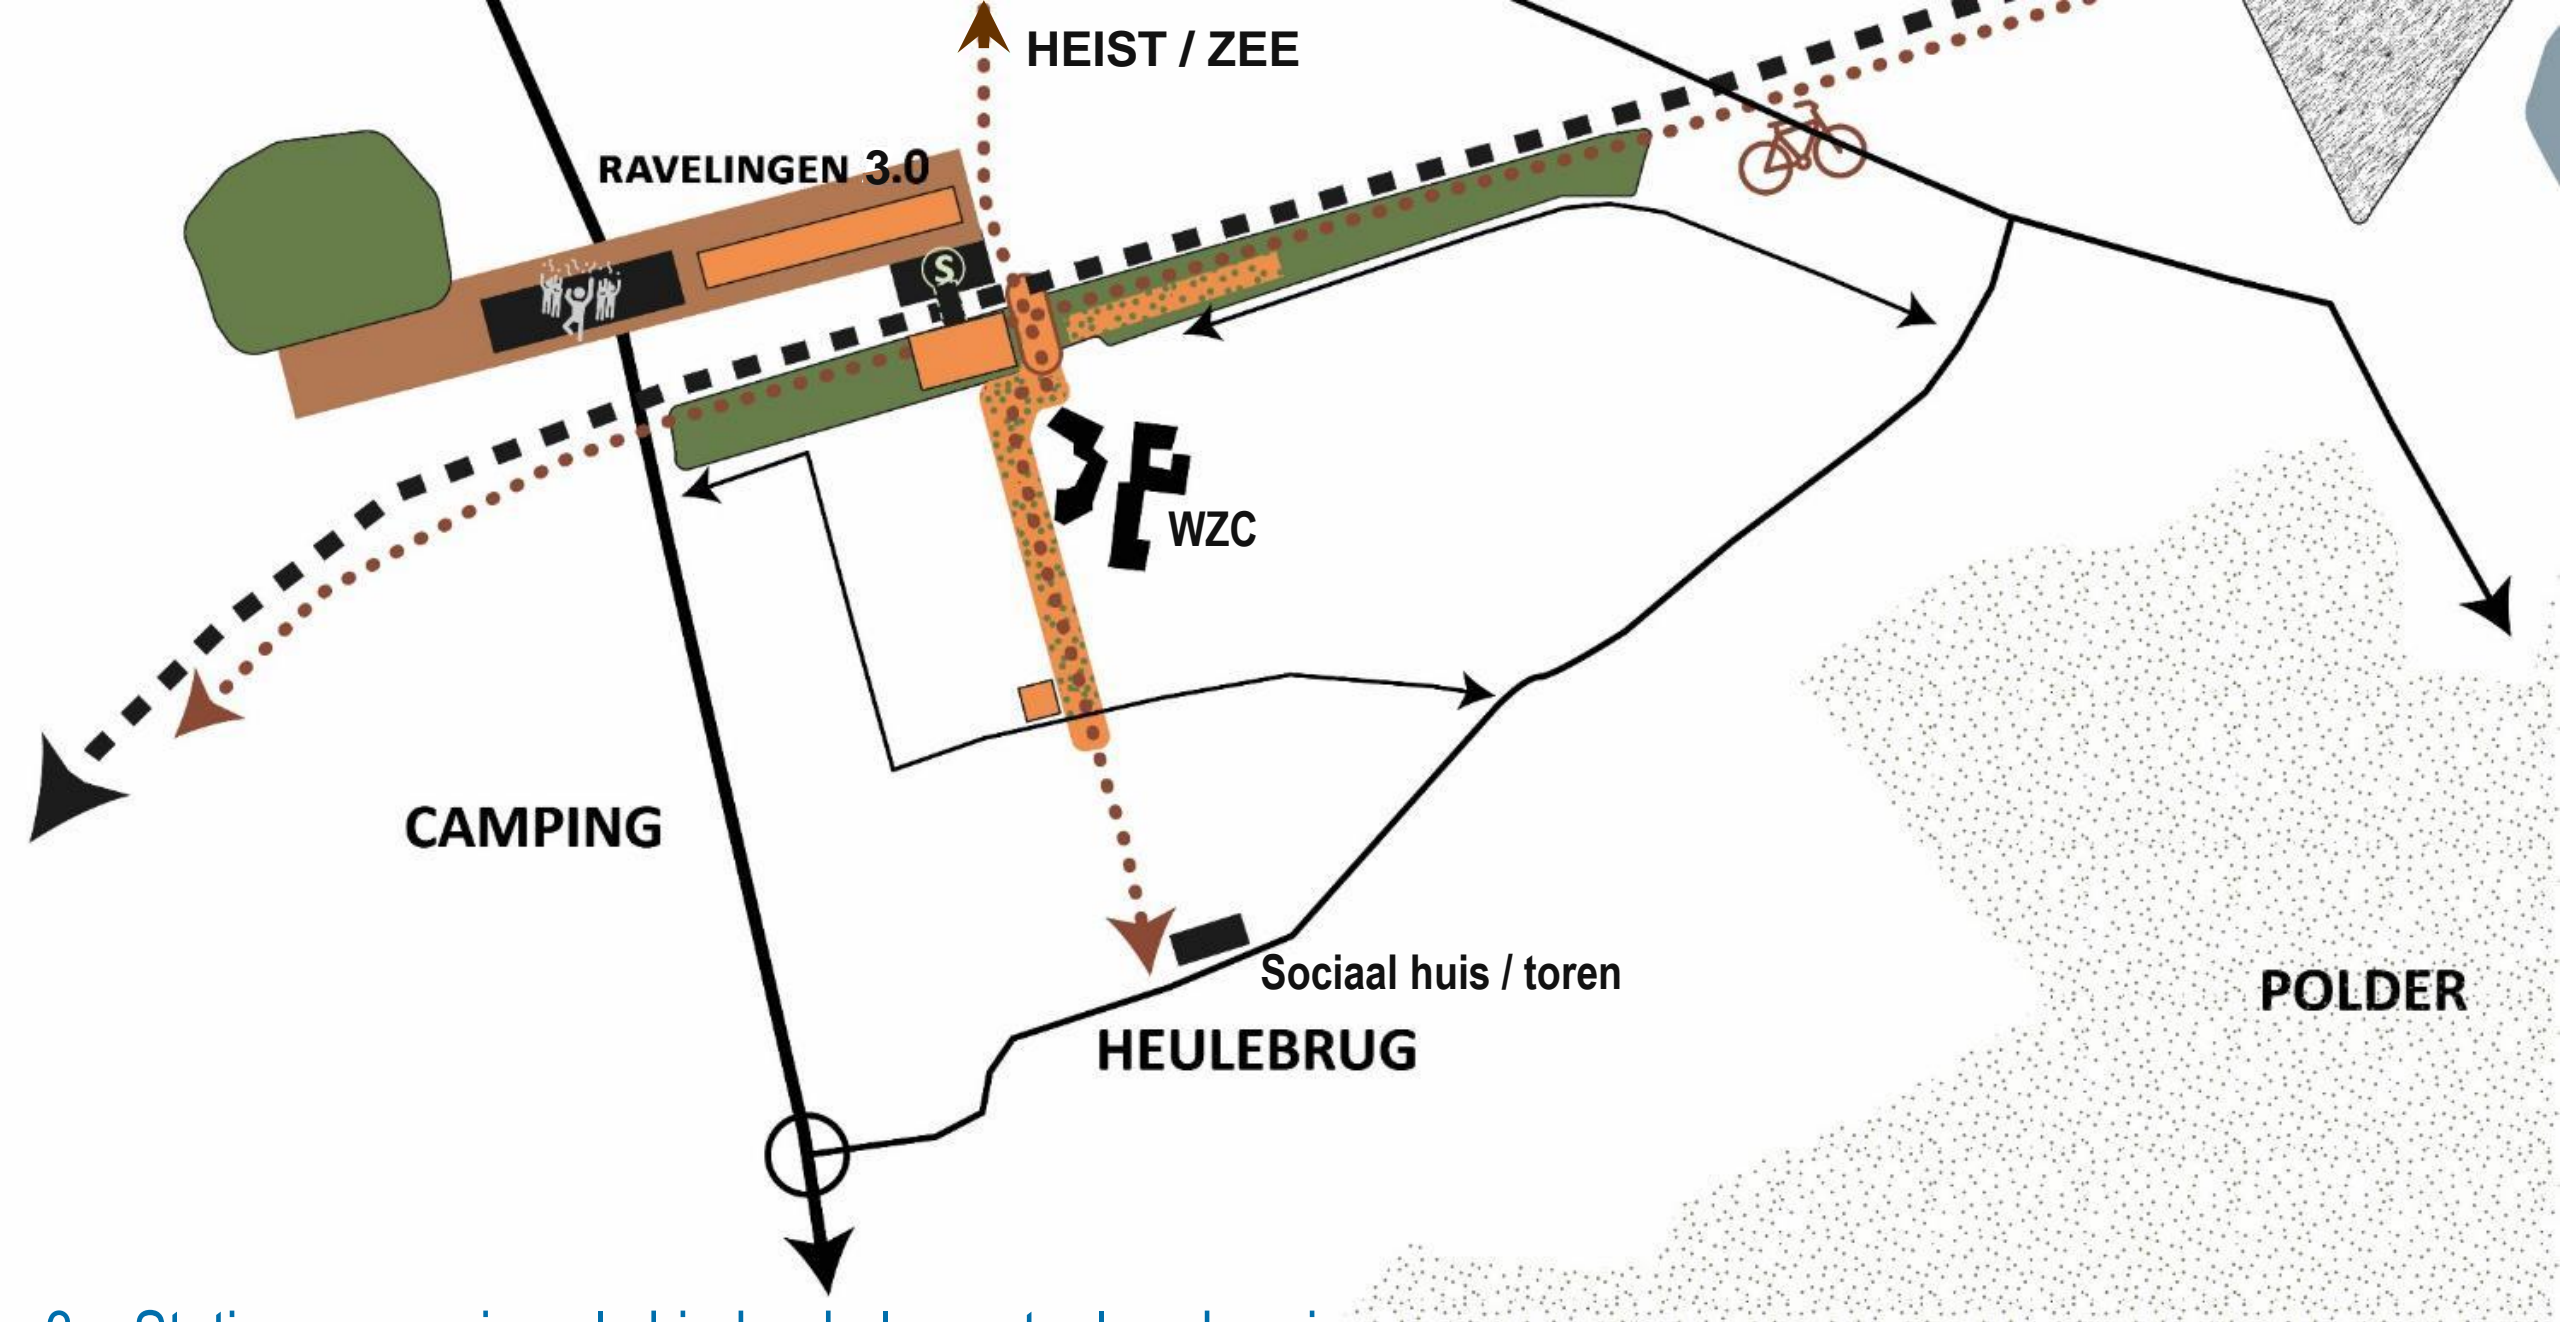 HEIST / ZEE
RAVELINGEN 3.0
S
WZC
CAMPING
Sociaal huis / toren
POLDER
HEULEBRUG